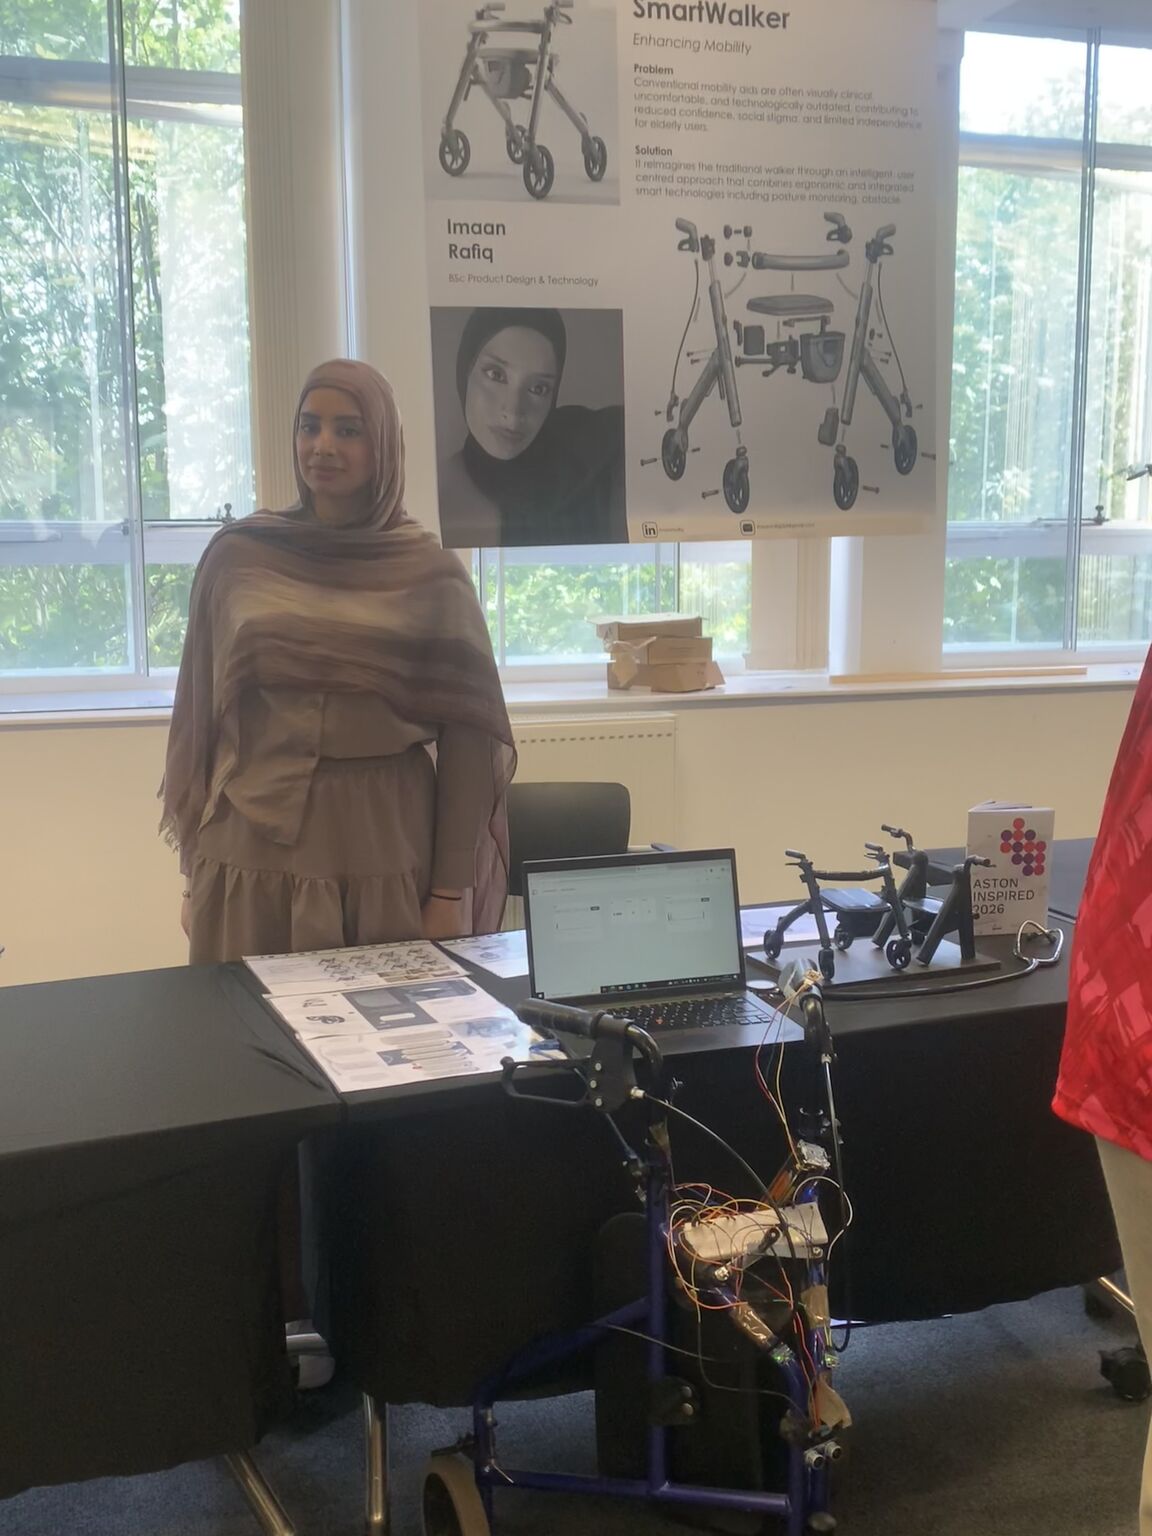 SmartWalker
Enhancing Mobility
Problem
Conventional mobility aids are often visually clinical,
uncomfortable, and technologically outdated, contributing to
reduced confidence, social stigma, and limited independence
for elderly users.
Solution
It reimagines the traditional walker through an intelligent, user
centred approach that combines ergonomic and integrated
smart technologies including posture monitoring, obstacle
Imaan
Rafiq
BSc Product Design & Technology
in
ASTON
INSPIRED
2026